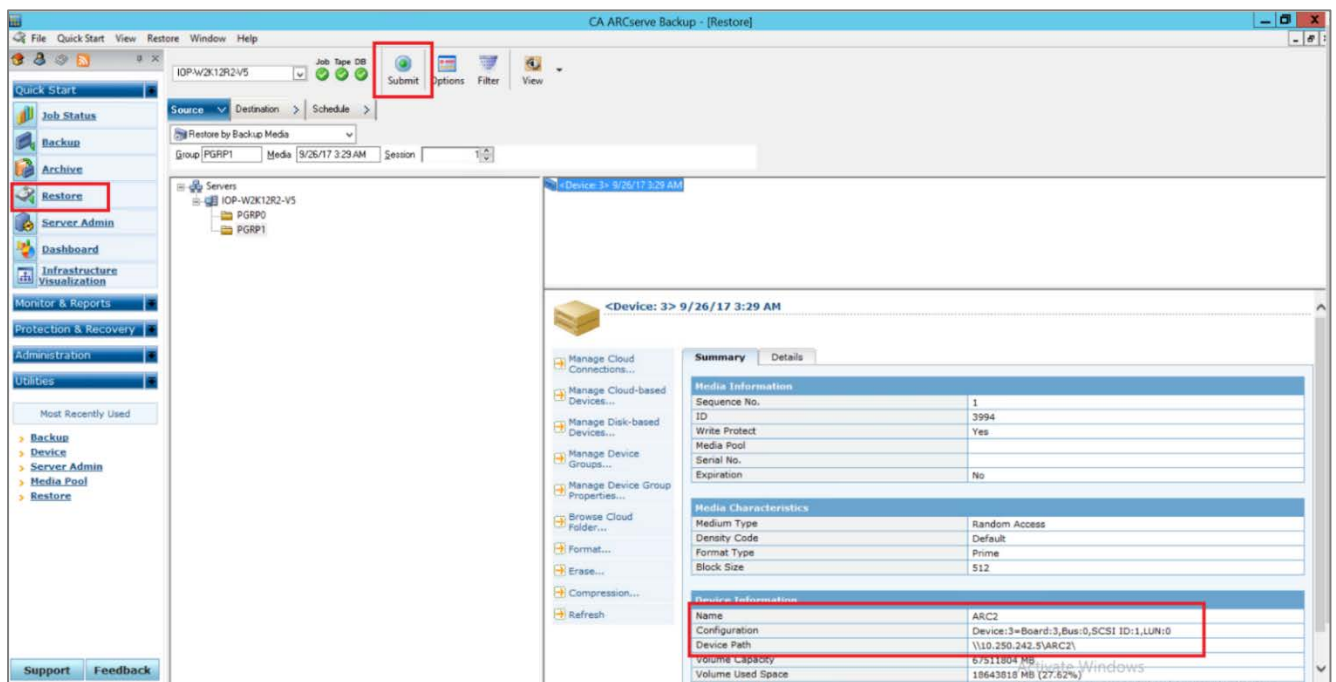 CA ARCserve Backup - [Restore]
File Quick Start View Restore Window Help
IOP-W2K12R2-V5
Job Tape DB
Submit Options Filter View
Quick Start
Job Status
Backup
Archive
Restore
Server Admin
Dashboard
Infrastructure
Visualization
Monitor & Reports
Protection & Recovery
Administration
Utilities
Most Recently Used
Backup
Device
Server Admin
Media Pool
Restore
Support Feedback
Source Destination Schedule
Restore by Backup Media
Group PGRP1 Media 9/26/17 3:29 AM Session 1
Servers
IOP-W2K12R2-V5
PGRP0
PGRP1
<Device: 3> 9/26/17 3:29 AM
<Device: 3> 9/26/17 3:29 AM
Manage Cloud
Connections...
Manage Cloud-based
Devices...
Manage Disk-based
Devices...
Manage Device
Groups...
Manage Device Group
Properties...
Browse Cloud
Folder...
Format...
Erase...
Compression...
Refresh
Summary Details
Media Information
Sequence No. 1
ID 3994
Write Protect Yes
Media Pool
Serial No.
Expiration No
Media Characteristics
Medium Type Random Access
Density Code Default
Format Type Prime
Block Size 512
Device Information
Name ARC2
Configuration Device:3=Board:3,Bus:0,SCSI ID:1,LUN:0
Device Path \\10.250.242.5\ARC2\
Volume Capacity 67511804 MB
Volume Used Space 18643818 MB (27.62%)
Activate Windows